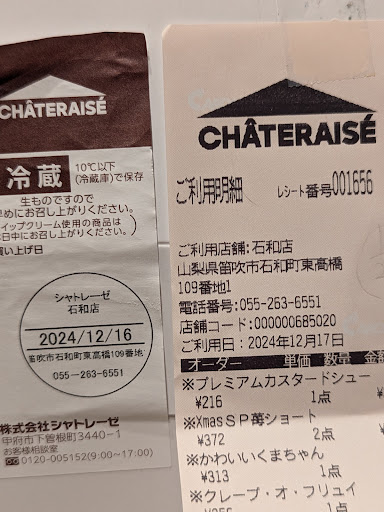 CHÂTERAISÉ
冷蔵
10℃以下
(冷蔵庫)で保存
生ものですので
めにお召し上がりください。
イップクリーム使用の商品は
日中にお召し上がりください。
買い上げ日
シャトレーゼ
石和店
2024/12/16
笛吹市石和町東高橋109番地
055-263-6551
株式会社シャトレーゼ
甲府市下曽根町3440-1
お客様相談室
0120-005152(9:00~17:00)
CHÂTERAISÉ
ご利用明細 レシート番号001656
ご利用店舗:石和店
山梨県笛吹市石和町東高橋
109番地1
電話番号:055-263-6551
店舗コード:000000685020
ご利用日:2024年12月17日
オーダー 単価 数量 金額
※プレミアムカスタードシュー
¥216 1点
※XmasSP苺ショート
¥372 2点
※かわいいくまちゃん
¥313 1点
※クレープ・オ・フリュイ
1点